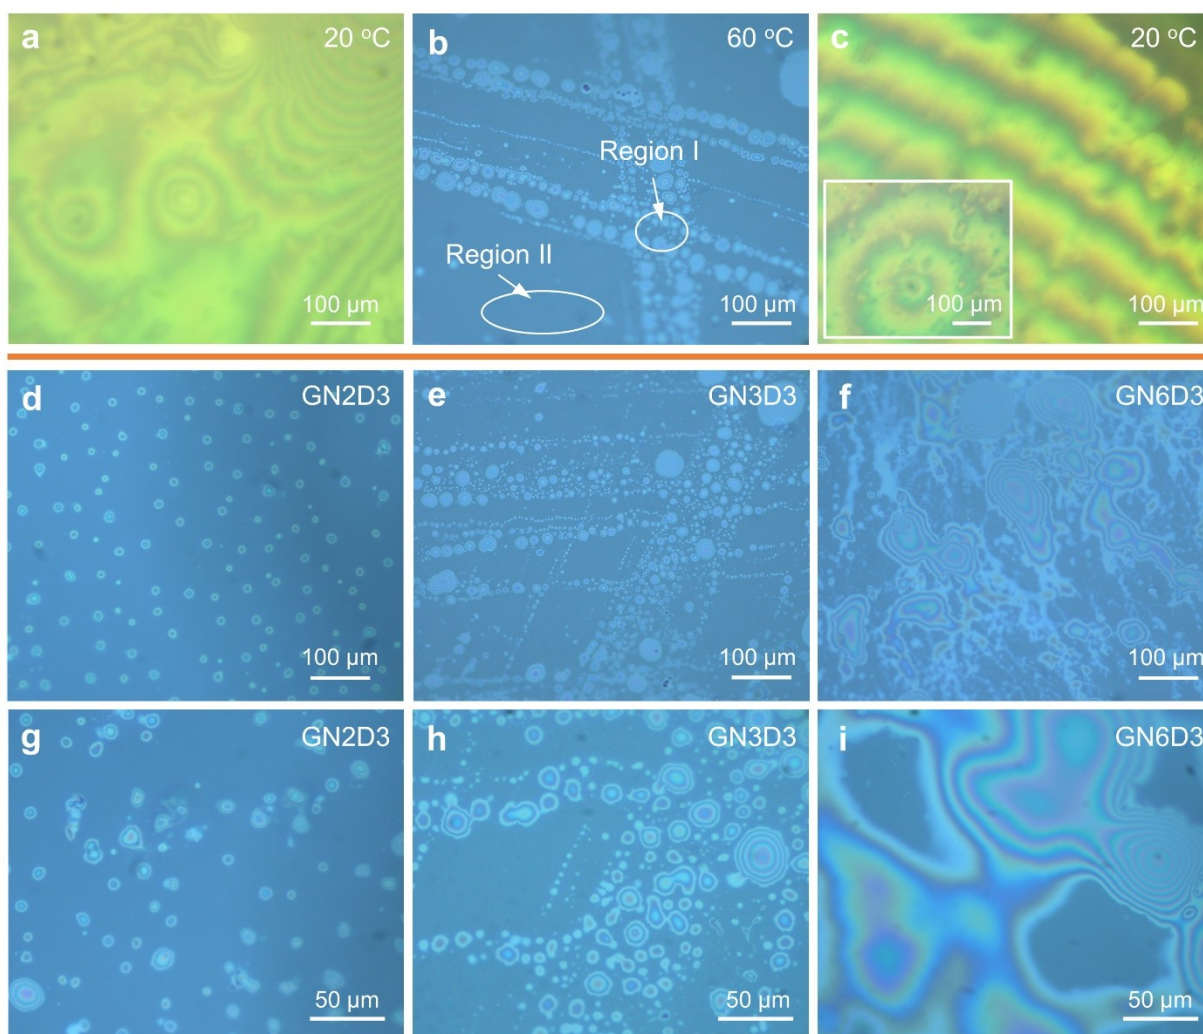 a
20 °C
b
60 °C
Region I
Region II
c
20 °C
100 μm
100 μm
100 μm
100 μm
d
GN2D3
e
GN3D3
f
GN6D3
100 μm
100 μm
100 μm
g
GN2D3
h
GN3D3
i
GN6D3
50 μm
50 μm
50 μm